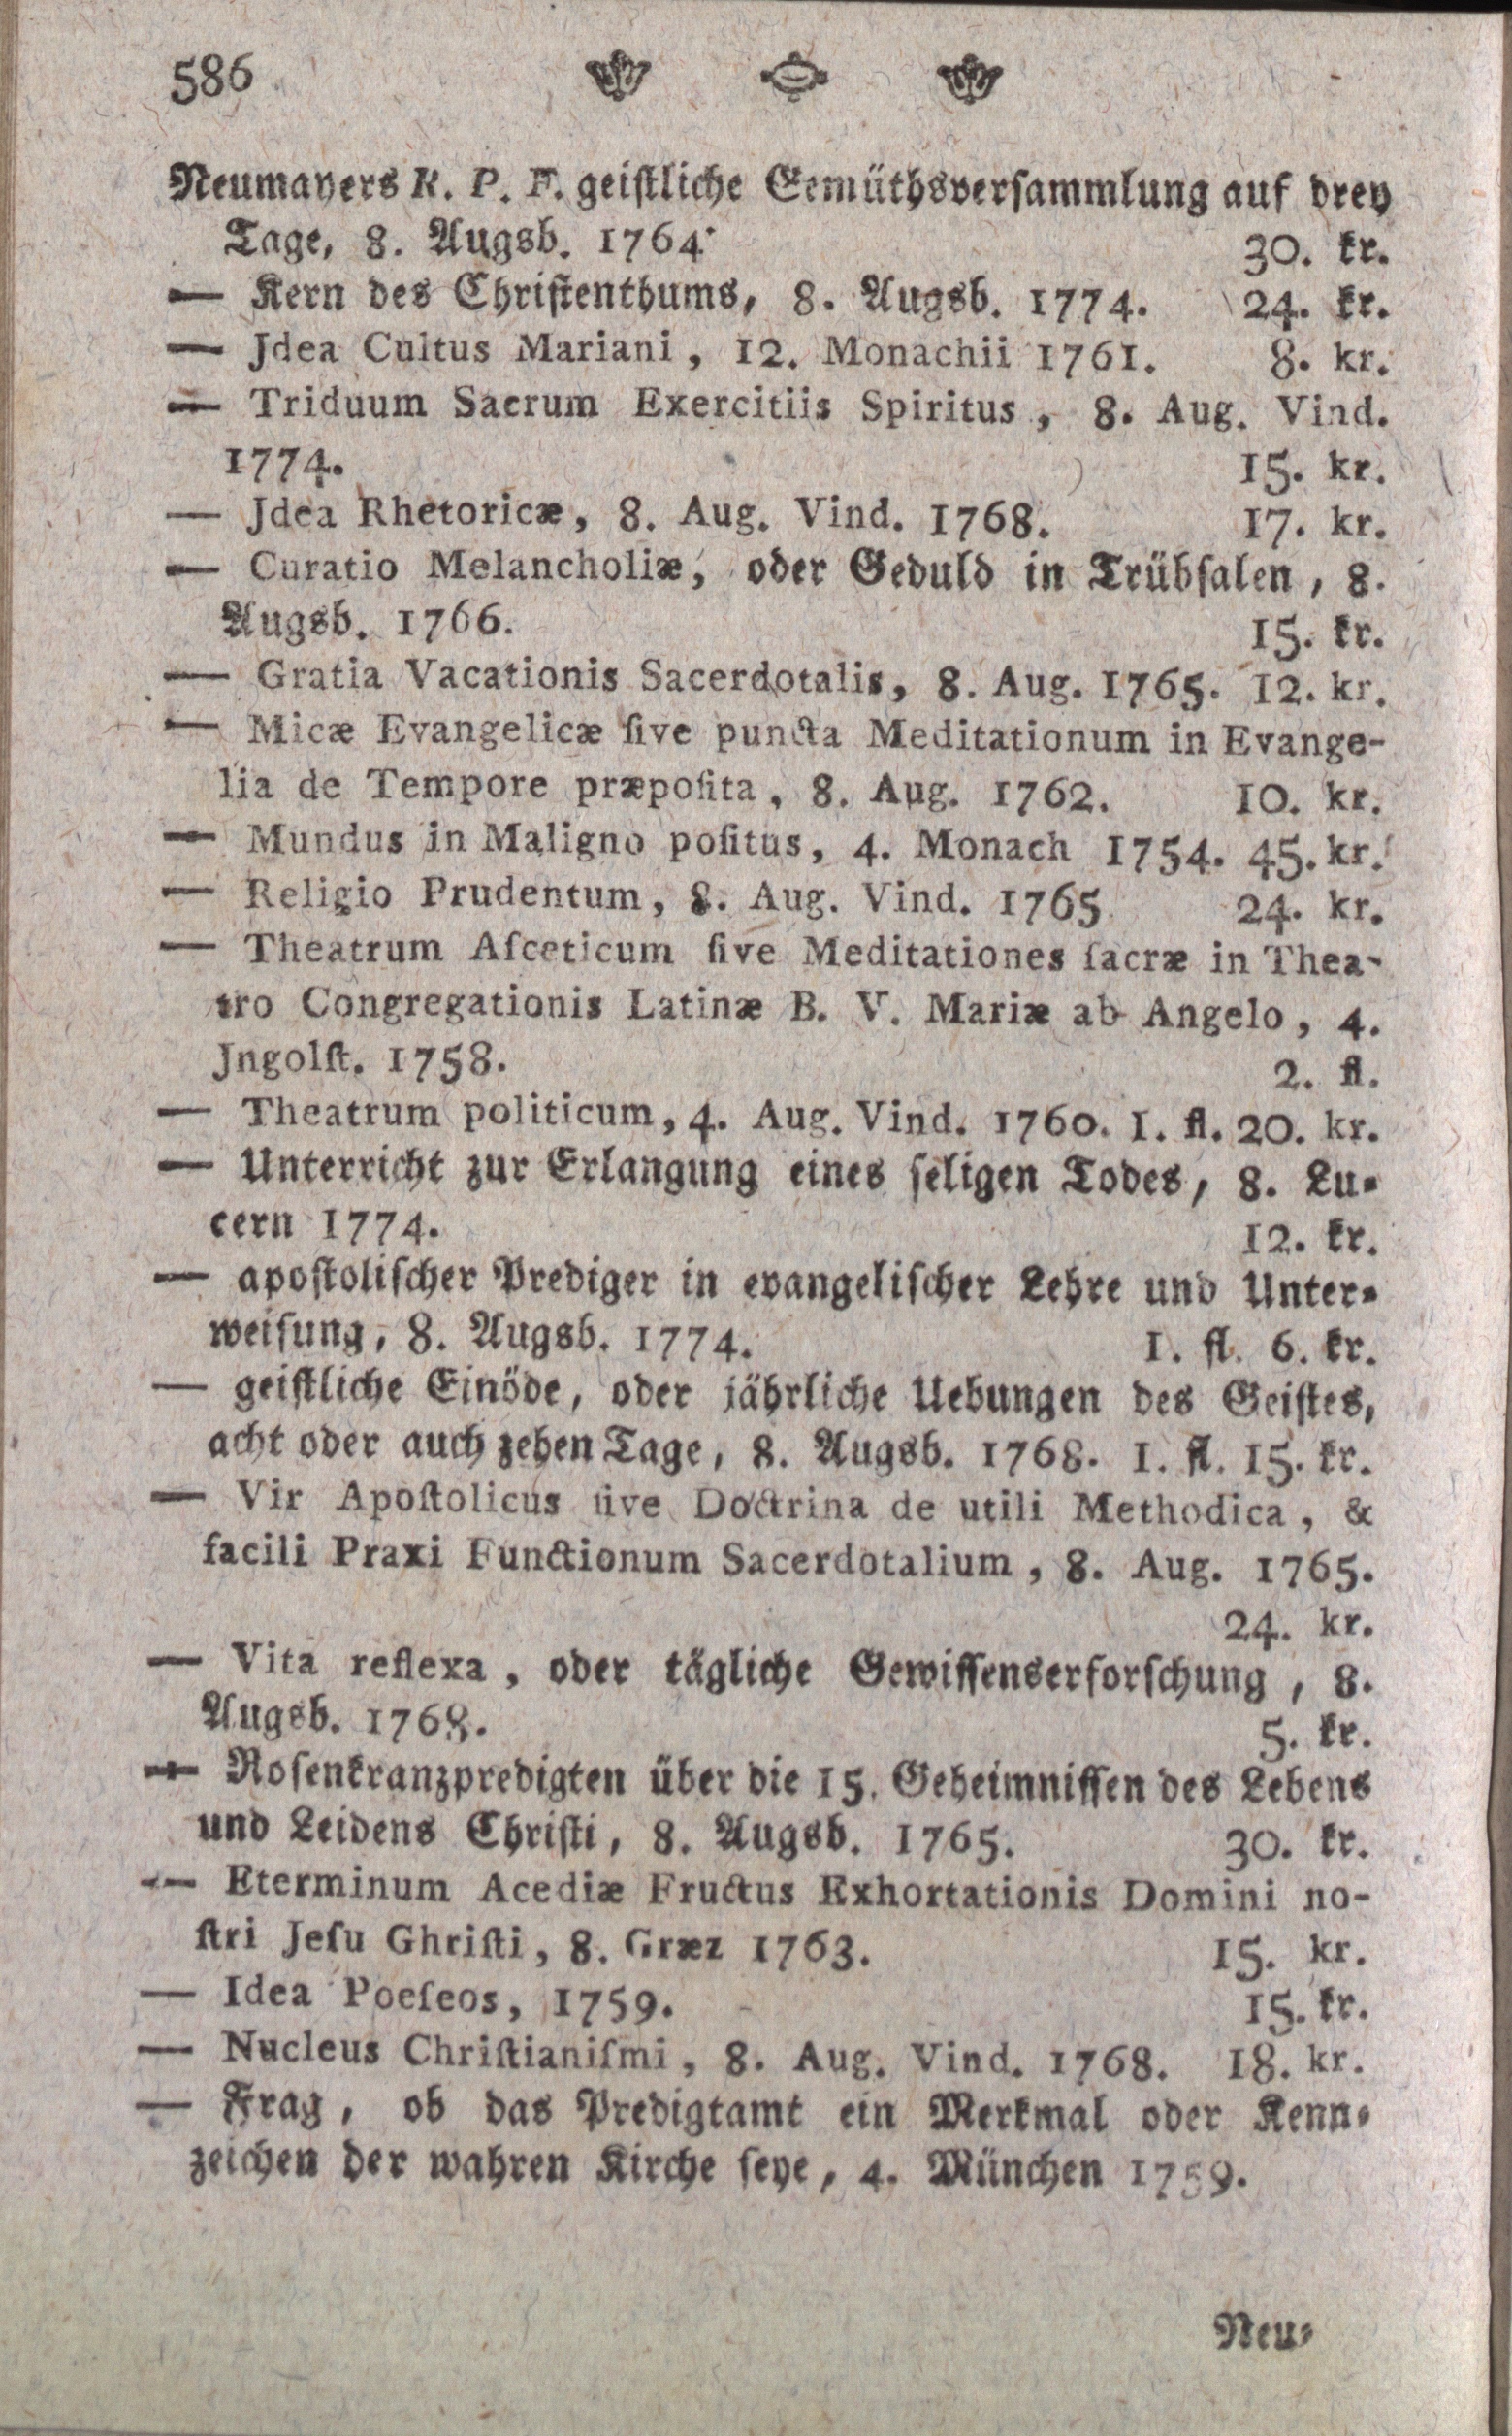 586
Neumayers R. P. F. geistliche Gemüthsversammlung auf drey
Tage, 8. Augsb. 1764. 30. kr.
— Kern des Christenthums, 8. Augsb. 1774. 24. kr.
— Jdea Cultus Mariani, 12. Monachii 1761. 8. kr.
— Triduum Sacrum Exercitiis Spiritus, 8. Aug. Vind.
1774. 15. kr.
— Jdea Rhetoricæ, 8. Aug. Vind. 1768. 17. kr.
— Curatio Melancholiæ, oder Geduld in Trübsalen, 8.
Augsb. 1766. 15. kr.
— Gratia Vacationis Sacerdotalis, 8. Aug. 1765. 12. kr.
— Micæ Evangelicæ ſive puncta Meditationum in Evange-
lia de Tempore præpoſita, 8. Aug. 1762. 10. kr.
— Mundus in Maligno poſitus, 4. Monach 1754. 45. kr.
— Religio Prudentum, 8. Aug. Vind. 1765 24. kr.
— Theatrum Aſceticum ſive Meditationes ſacræ in Thea-
tro Congregationis Latinæ B. V. Mariæ ab Angelo, 4.
Jngolſt. 1758. 2. fl.
— Theatrum politicum, 4. Aug. Vind. 1760. 1. fl. 20. kr.
— Unterricht zur Erlangung eines ſeligen Todes, 8. Lu-
cern 1774. 12. kr.
— apoſtoliſcher Prediger in evangeliſcher Lehre und Unter-
weiſung, 8. Augsb. 1774. 1. fl. 6. kr.
— geiſtliche Einöde, oder jährliche Uebungen des Geiſtes,
acht oder auch zehen Tage, 8. Augsb. 1768. 1. fl. 15. kr.
— Vir Apoſtolicus ſive Doctrina de utili Methodica, &
facili Praxi Functionum Sacerdotalium, 8. Aug. 1765.
24. kr.
— Vita reflexa, oder tägliche Gewiſſenserforſchung, 8.
Augsb. 1768. 5. kr.
— Roſenkranzpredigten über die 15. Geheimniſſen des Lebens
und Leidens Chriſti, 8. Augsb. 1765. 30. kr.
— Eterminum Acediæ Fructus Exhortationis Domini no-
ſtri Jeſu Ghriſti, 8. Græz 1763. 15. kr.
— Idea Poeſeos, 1759. 15. kr.
— Nucleus Chriſtianiſmi, 8. Aug. Vind. 1768. 18. kr.
— Frag, ob das Predigtamt ein Merkmal oder Kenn-
zeichen der wahren Kirche ſeye, 4. München 1759.
Neu-